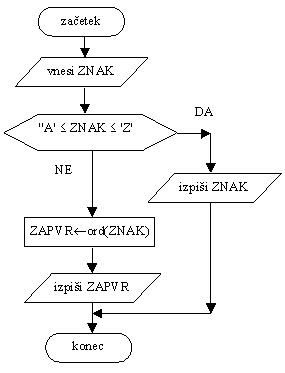 začetek
vnesi ZNAK
"A' ≤ ZNAK ≤ 'Z'
DA
NE
izpiši ZNAK
ZAPVR←ord(ZNAK)
izpiši ZAPVR
konec